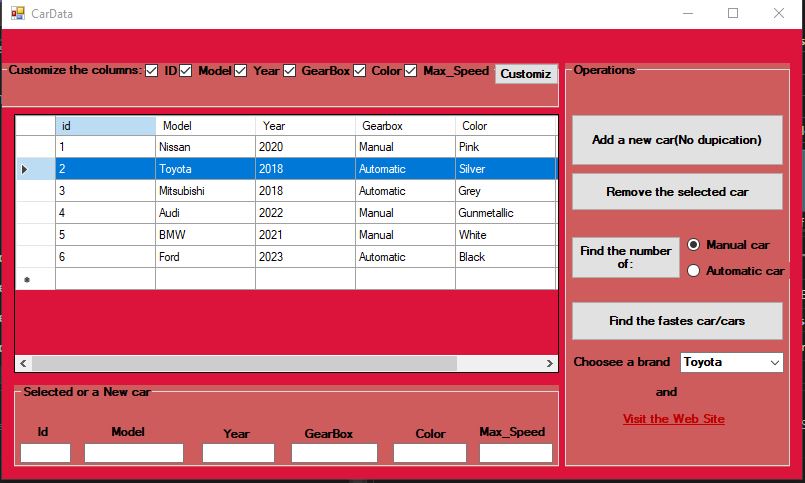 CarData
Customize the columns: ID Model Year GearBox Color Max_Speed Customiz
id Model Year Gearbox Color
1 Nissan 2020 Manual Pink
2 Toyota 2018 Automatic Silver
3 Mitsubishi 2018 Automatic Grey
4 Audi 2022 Manual Gunmetallic
5 BMW 2021 Manual White
6 Ford 2023 Automatic Black
Selected or a New car
Id Model Year GearBox Color Max_Speed
Operations
Add a new car(No dupication)
Remove the selected car
Find the number
of:
Manual car
Automatic car
Find the fastes car/cars
Choosee a brand Toyota
and
Visit the Web Site